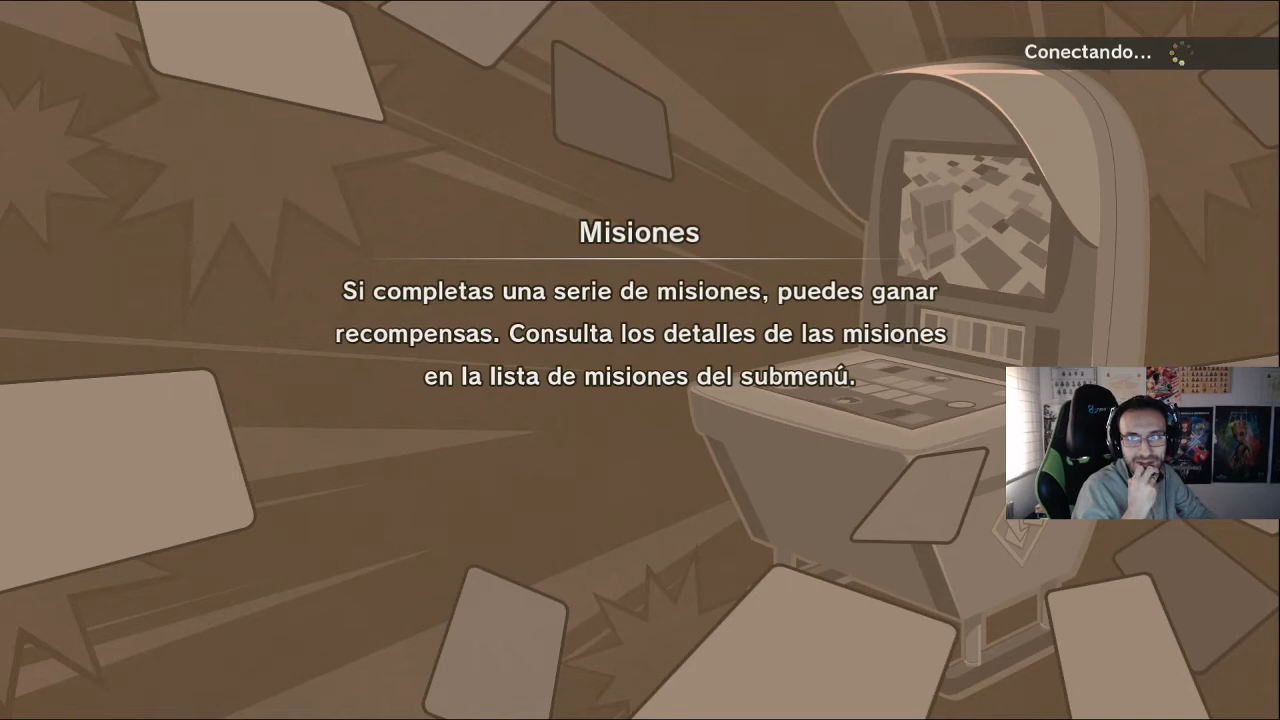 Conectando...
Misiones
Si completas una serie de misiones, puedes ganar
recompensas. Consulta los detalles de las misiones
en la lista de misiones del submenú.